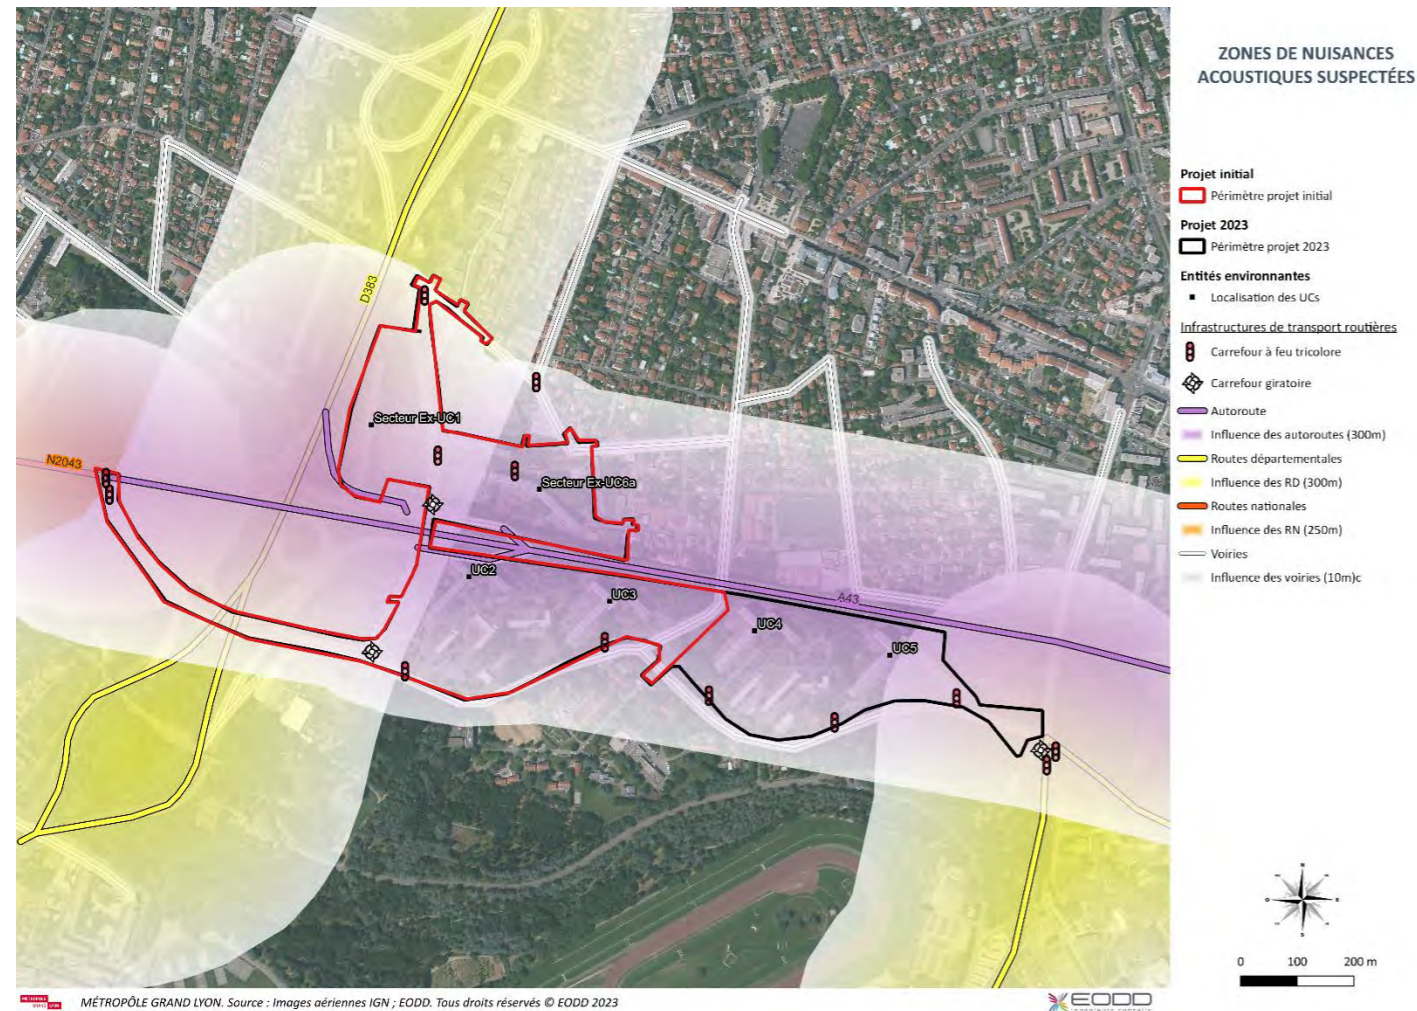 ZONES DE NUISANCES
ACOUSTIQUES SUSPECTÉES
Projet initial
Périmètre projet initial
Projet 2023
Périmètre projet 2023
Entités environnantes
Localisation des UCs
Infrastructures de transport routières
Carrefour à feu tricolore
Carrefour giratoire
Autoroute
Influence des autoroutes (300m)
Routes départementales
Influence des RD (300m)
Routes nationales
Influence des RN (250m)
Voiries
Influence des voiries (10m)c
D383
Secteur Ex-UC1
N2043
Secteur Ex-UC6a
UC2
UC3
A43
UC4
UC5
N
O
E
S
0 100 200 m
MÉTROPOLE
GRAND LYON
MÉTROPÔLE GRAND LYON. Source : Images aériennes IGN ; EODD. Tous droits réservés © EODD 2023
EODD